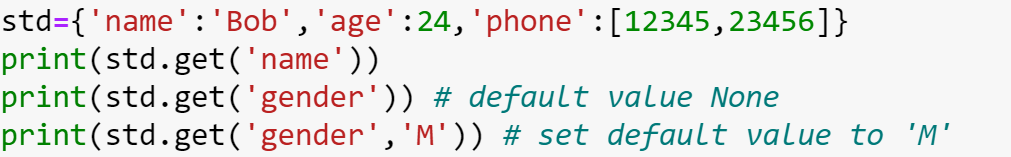 std={'name':'Bob','age':24,'phone':[12345,23456]}
print(std.get('name'))
print(std.get('gender')) # default value None
print(std.get('gender','M')) # set default value to 'M'